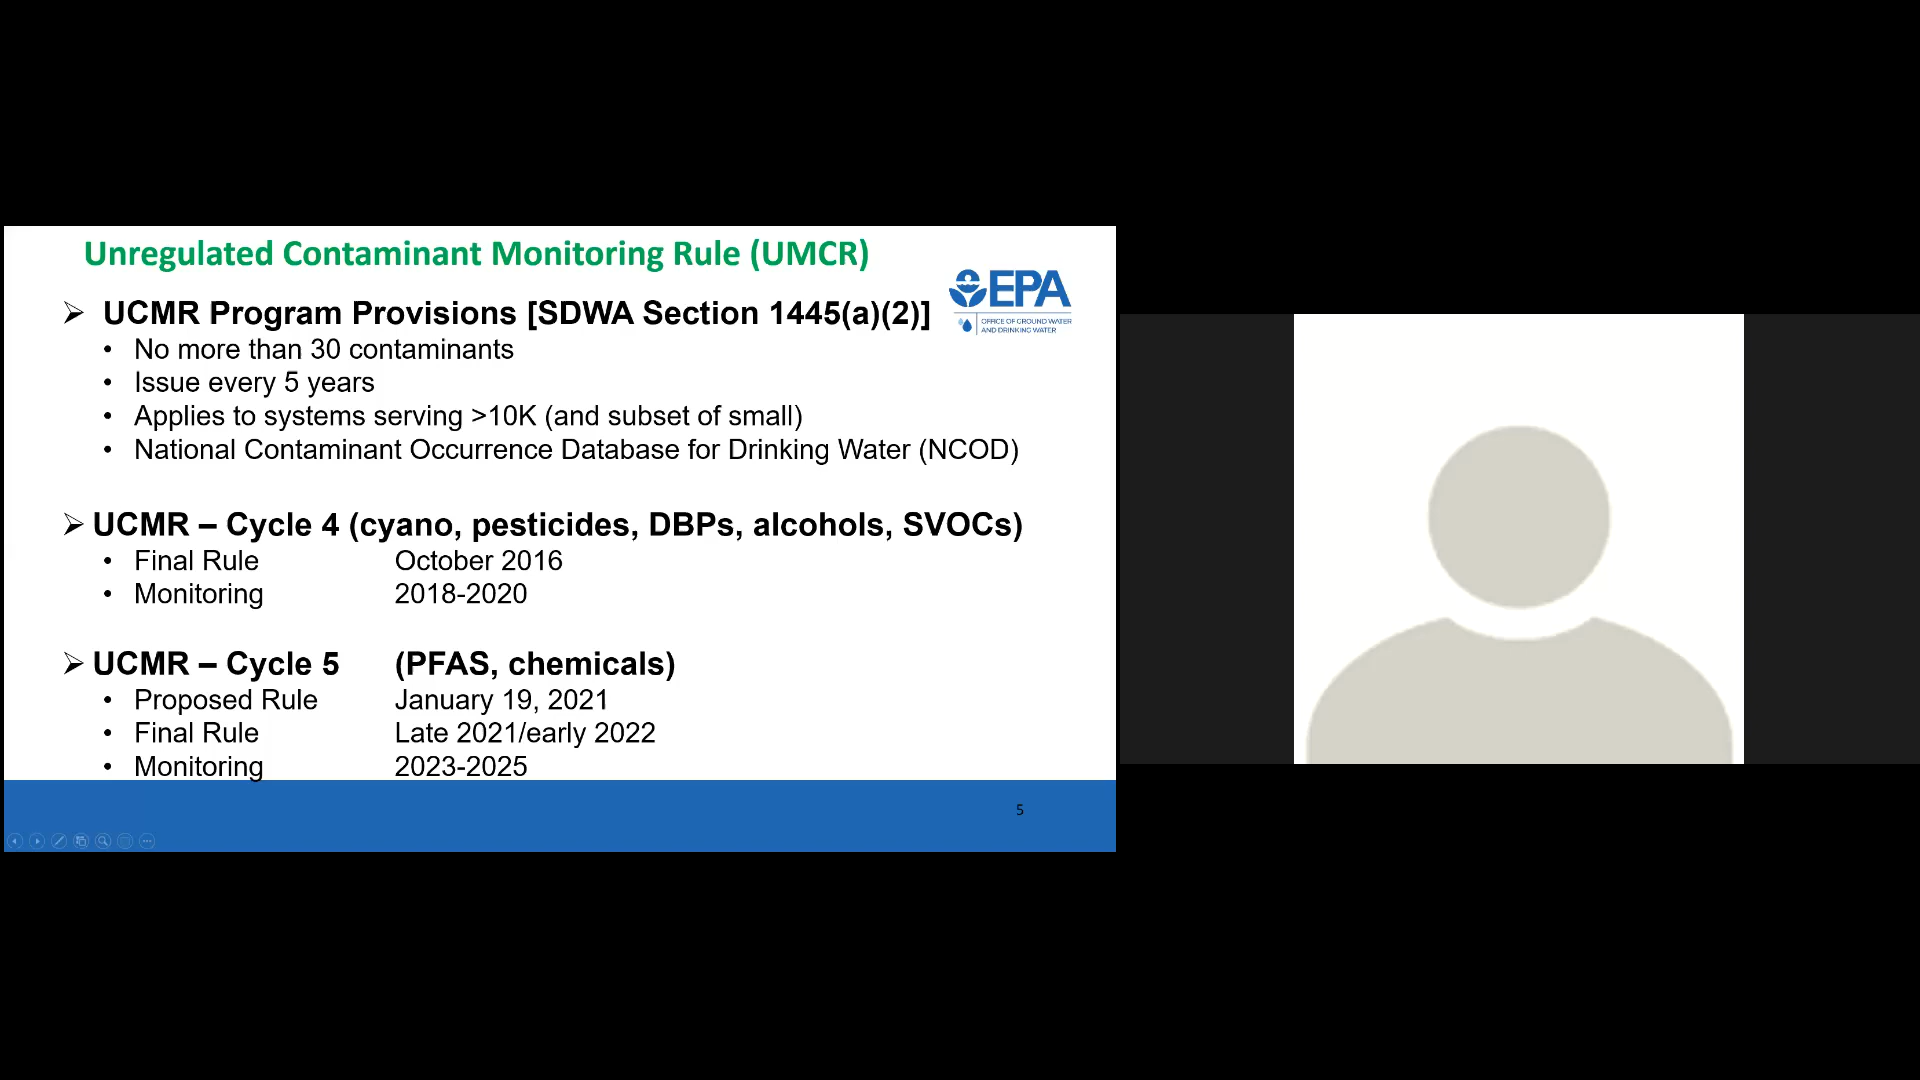 Unregulated Contaminant Monitoring Rule (UMCR)
EPA
OFFICE OF GROUND WATER
AND DRINKING WATER
➢ UCMR Program Provisions [SDWA Section 1445(a)(2)]
• No more than 30 contaminants
• Issue every 5 years
• Applies to systems serving >10K (and subset of small)
• National Contaminant Occurrence Database for Drinking Water (NCOD)
➢ UCMR – Cycle 4 (cyano, pesticides, DBPs, alcohols, SVOCs)
• Final Rule October 2016
• Monitoring 2018-2020
➢ UCMR – Cycle 5 (PFAS, chemicals)
• Proposed Rule January 19, 2021
• Final Rule Late 2021/early 2022
• Monitoring 2023-2025
5